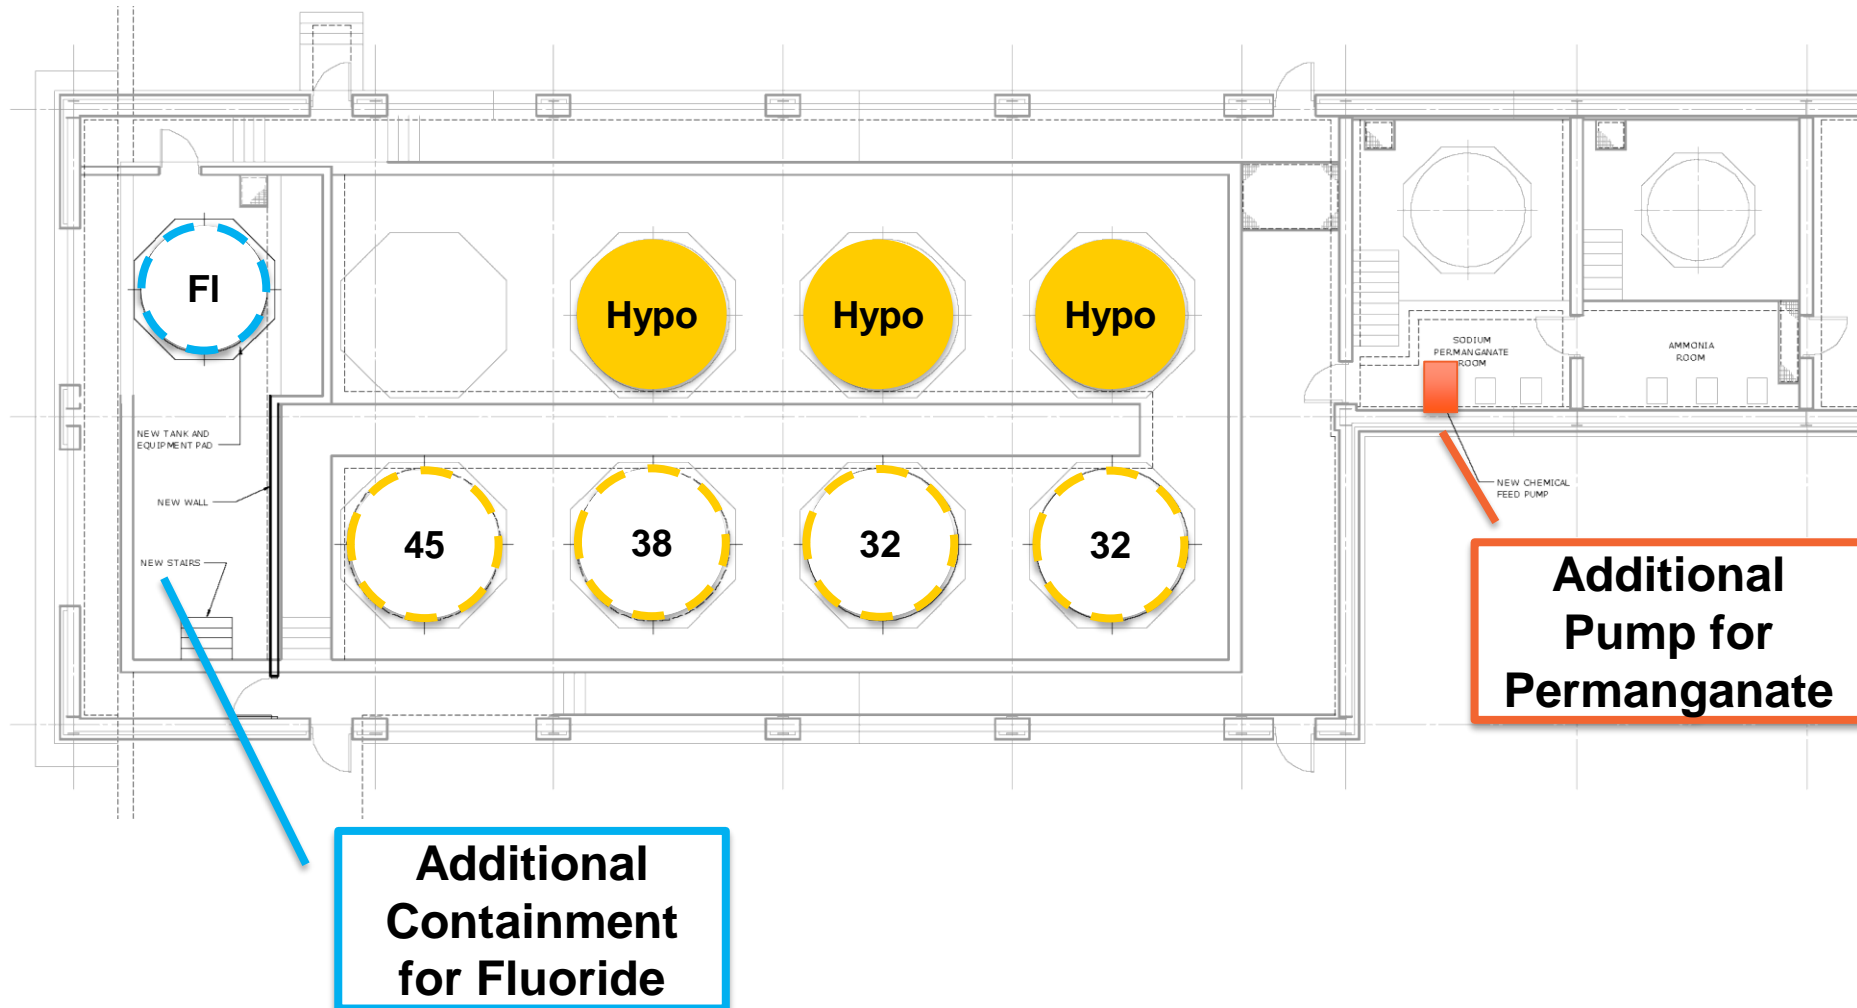 Fl
Hypo
Hypo
Hypo
SODIUM
PERMANGANATE
ROOM
AMMONIA
ROOM
NEW TANK AND
EQUIPMENT PAD
NEW WALL
NEW CHEMICAL
FEED PUMP
45
38
32
32
NEW STAIRS
Additional
Pump for
Permanganate
Additional
Containment
for Fluoride